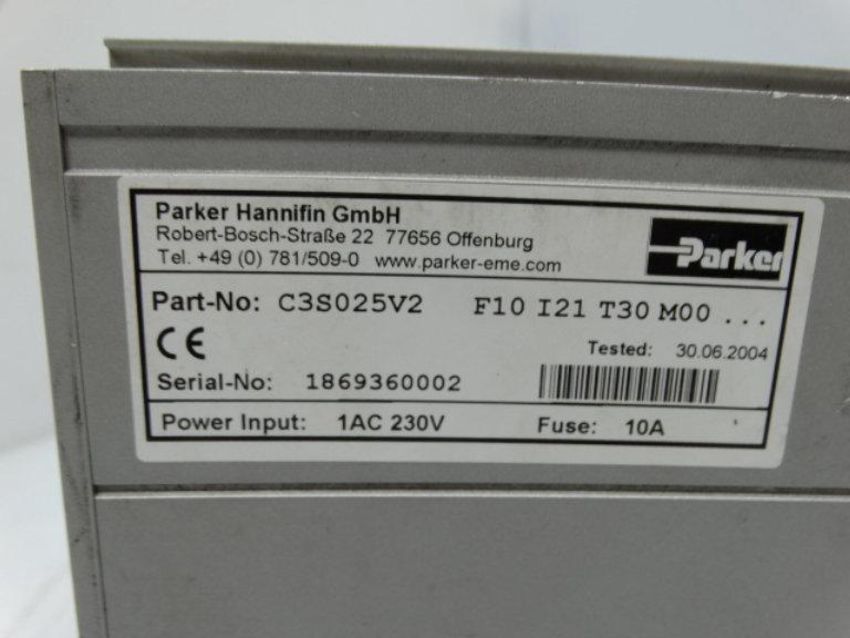 Parker Hannifin GmbH
Robert-Bosch-Straße 22 77656 Offenburg
Tel. +49 (0) 781/509-0 www.parker-eme.com
Parker
Part-No: C3S025V2 F10 I21 T30 M00 ...
CE
Tested: 30.06.2004
Serial-No: 1869360002
Power Input: 1AC 230V Fuse: 10A